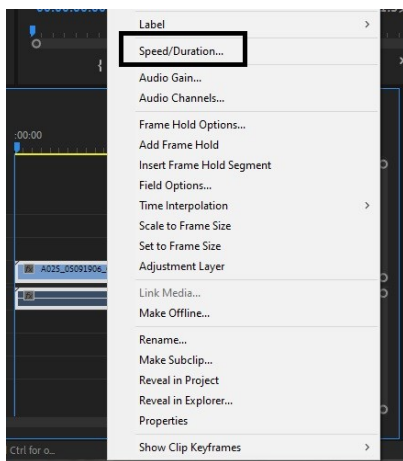 Label
Speed/Duration...
Audio Gain...
Audio Channels...
Frame Hold Options...
Add Frame Hold
:00:00
Insert Frame Hold Segment
Field Options...
Time Interpolation
Scale to Frame Size
Set to Frame Size
Adjustment Layer
fx A025_05091906_
Link Media...
fx
Make Offline...
Rename...
Make Subclip...
Reveal in Project
Reveal in Explorer...
Properties
Show Clip Keyframes
Ctrl for o...